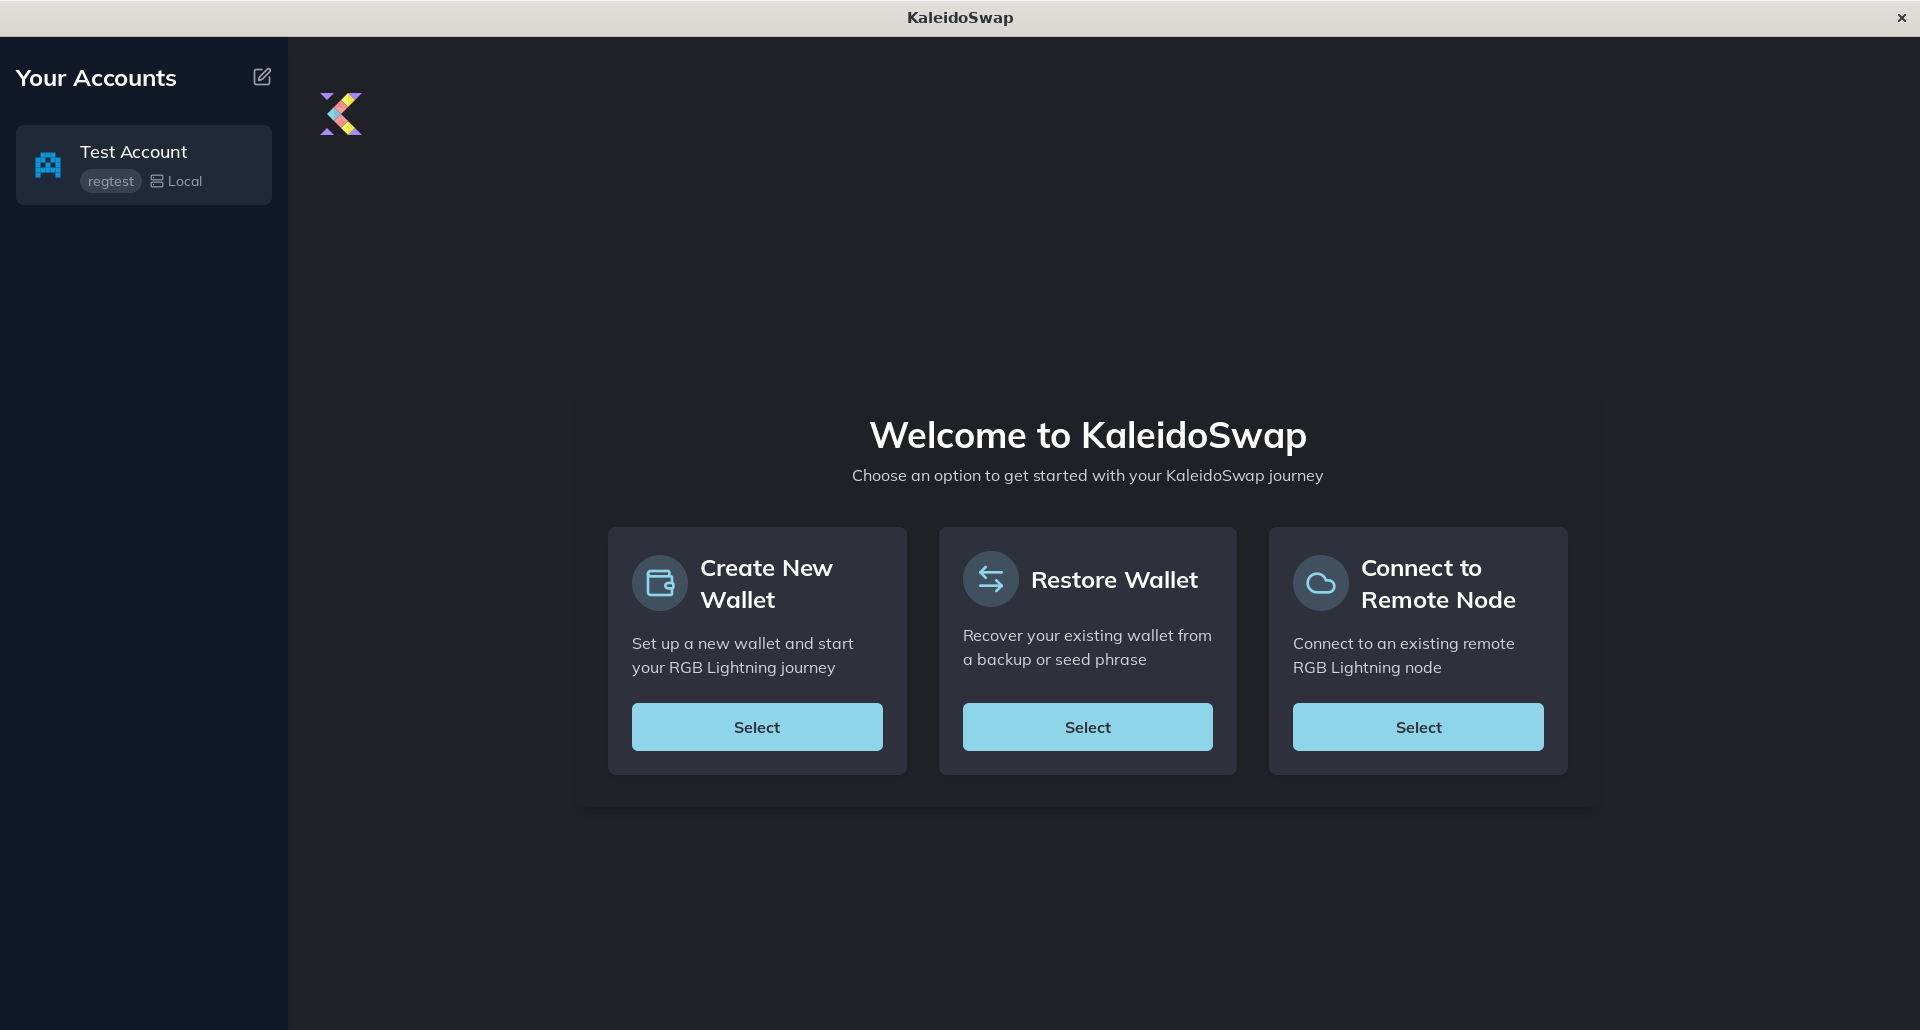 KaleidoSwap
Your Accounts
Test Account
regtest Local
Welcome to KaleidoSwap
Choose an option to get started with your KaleidoSwap journey
Create New
Wallet
Set up a new wallet and start
your RGB Lightning journey
Select
Restore Wallet
Recover your existing wallet from
a backup or seed phrase
Select
Connect to
Remote Node
Connect to an existing remote
RGB Lightning node
Select